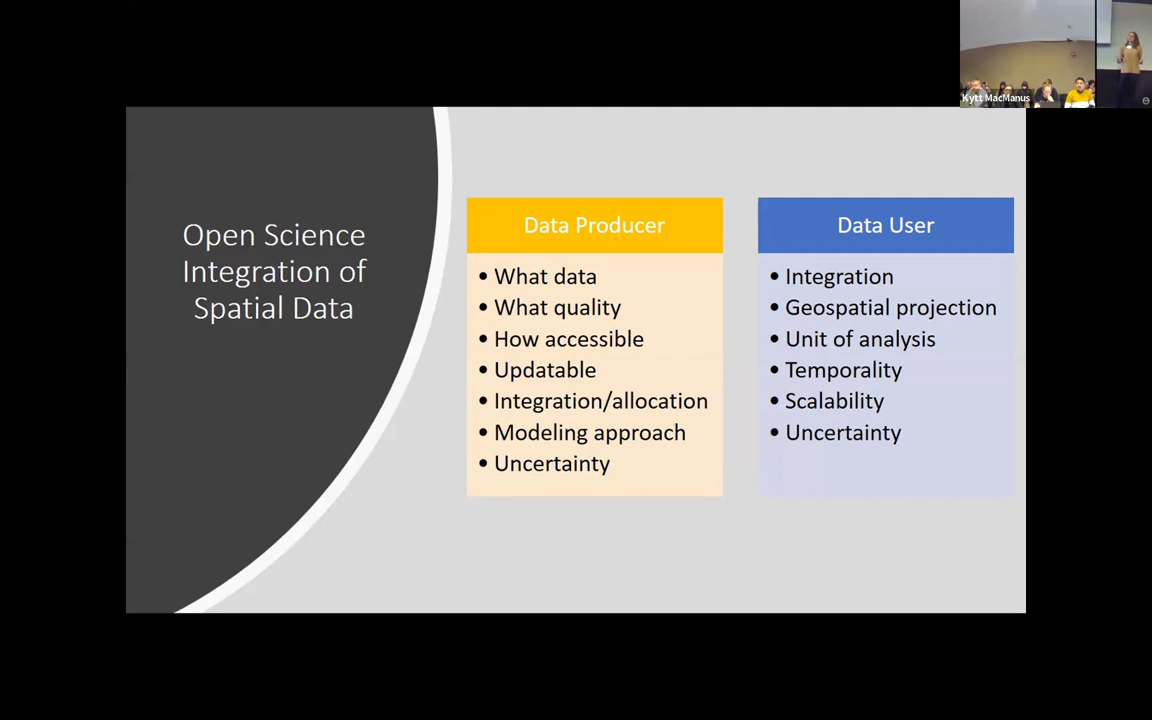 Kytt MacManus
Open Science
Integration of
Spatial Data
Data Producer
• What data
• What quality
• How accessible
• Updatable
• Integration/allocation
• Modeling approach
• Uncertainty
Data User
• Integration
• Geospatial projection
• Unit of analysis
• Temporality
• Scalability
• Uncertainty